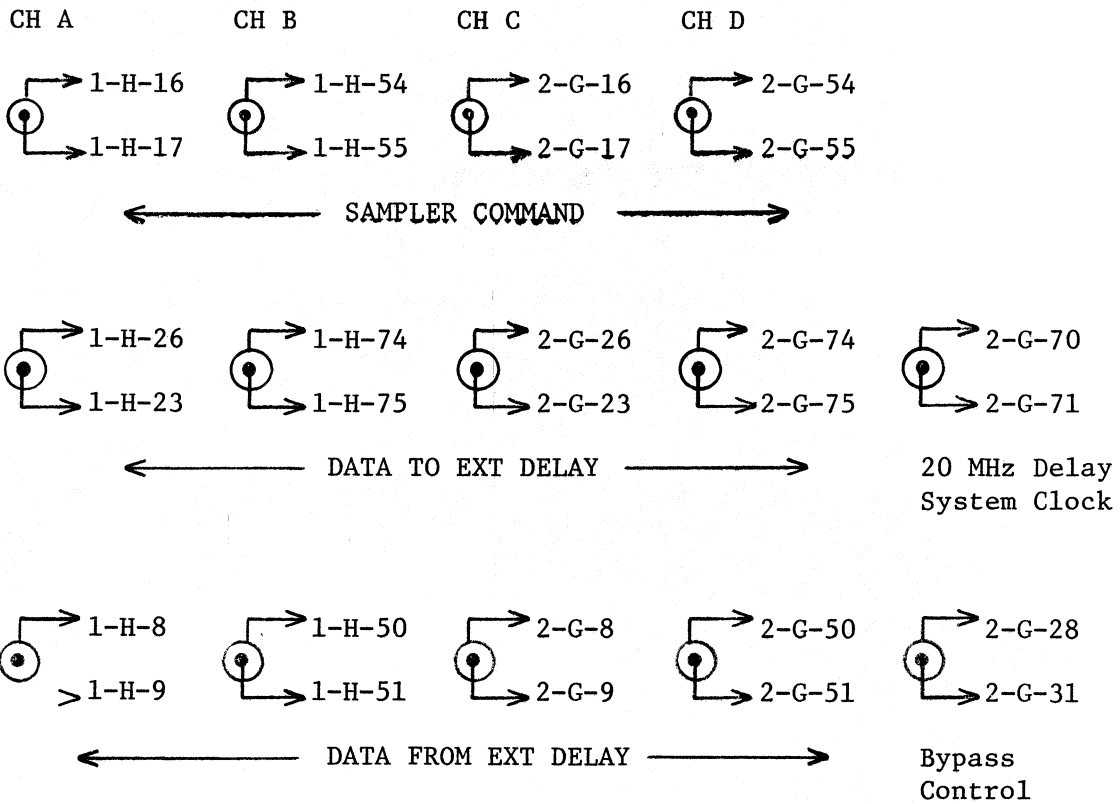 CH A CH B CH C CH D
1-H-16 1-H-54 2-G-16 2-G-54
1-H-17 1-H-55 2-G-17 2-G-55
SAMPLER COMMAND
1-H-26 1-H-74 2-G-26 2-G-74 2-G-70
1-H-23 1-H-75 2-G-23 2-G-75 2-G-71
DATA TO EXT DELAY 20 MHz Delay
System Clock
1-H-8 1-H-50 2-G-8 2-G-50 2-G-28
1-H-9 1-H-51 2-G-9 2-G-51 2-G-31
DATA FROM EXT DELAY Bypass
Control